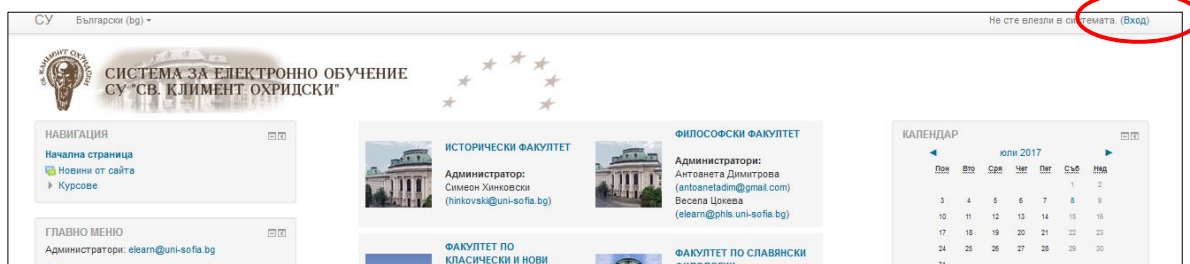 СУ Български (bg)
Не сте влезли в системата. (Вход)
СИСТЕМА ЗА ЕЛЕКТРОННО ОБУЧЕНИЕ
СУ "СВ. КЛИМЕНТ ОХРИДСКИ"
НАВИГАЦИЯ
Начална страница
Новини от сайта
Курсове
ГЛАВНО МЕНЮ
Администратори: elearn@uni-sofia.bg
ИСТОРИЧЕСКИ ФАКУЛТЕТ
Администратор:
Симеон Хинковски
(hinkovski@uni-sofia.bg)
ФИЛОСОФСКИ ФАКУЛТЕТ
Администратори:
Антоанета Димитрова
(antoanetadim@gmail.com)
Весела Цокева
(elearn@phls.uni-sofia.bg)
ФАКУЛТЕТ ПО
КЛАСИЧЕСКИ И НОВИ
ФАКУЛТЕТ ПО СЛАВЯНСКИ
КАЛЕНДАР
юли 2017
Пон Вто Сря Чет Пет Съб Нед
1 2
3 4 5 6 7 8 9
10 11 12 13 14 15 16
17 18 19 20 21 22 23
24 25 26 27 28 29 30